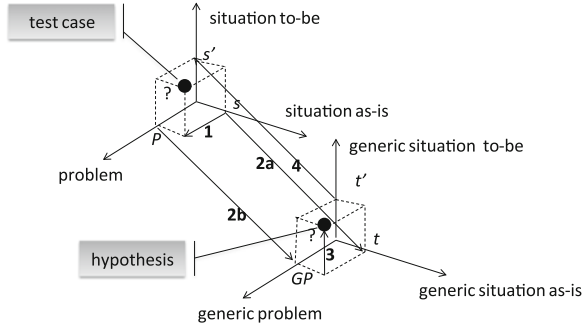 situation to-be
test case
s'
?
s
situation as-is
P
1
generic situation to-be
problem
2a
4
t'
2b
hypothesis
?
t
3
GP
generic situation as-is
generic problem